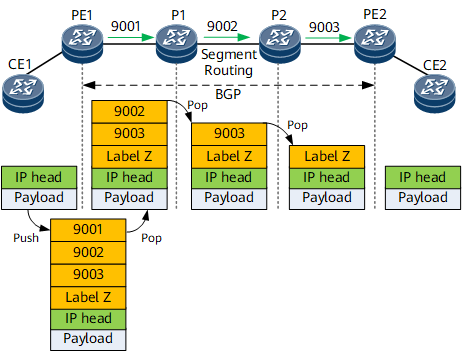 PE1
P1
P2
PE2
9001
9002
9003
CE1
Segment
Routing
CE2
BGP
9002
9003
Label Z
IP head
Payload
Pop
9003
Label Z
IP head
Payload
Pop
Label Z
IP head
Payload
IP head
Payload
IP head
Payload
Push
9001
9002
9003
Label Z
IP head
Payload
Pop